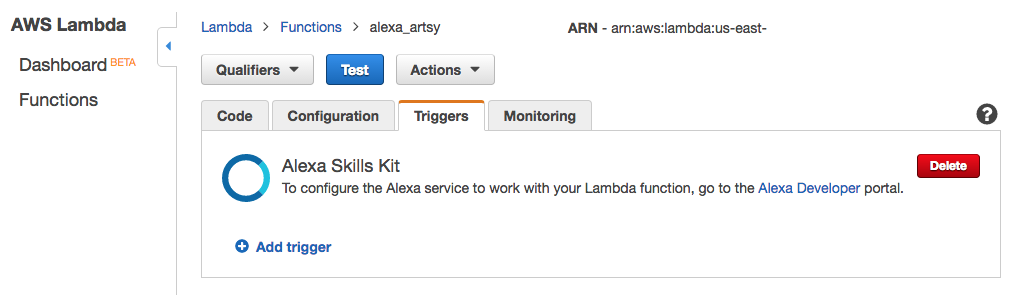 AWS Lambda
Dashboard BETA
Functions
Lambda > Functions > alexa_artsy
ARN - arn:aws:lambda:us-east-
Qualifiers
Test
Actions
Code
Configuration
Triggers
Monitoring
?
Alexa Skills Kit
Delete
To configure the Alexa service to work with your Lambda function, go to the Alexa Developer portal.
Add trigger